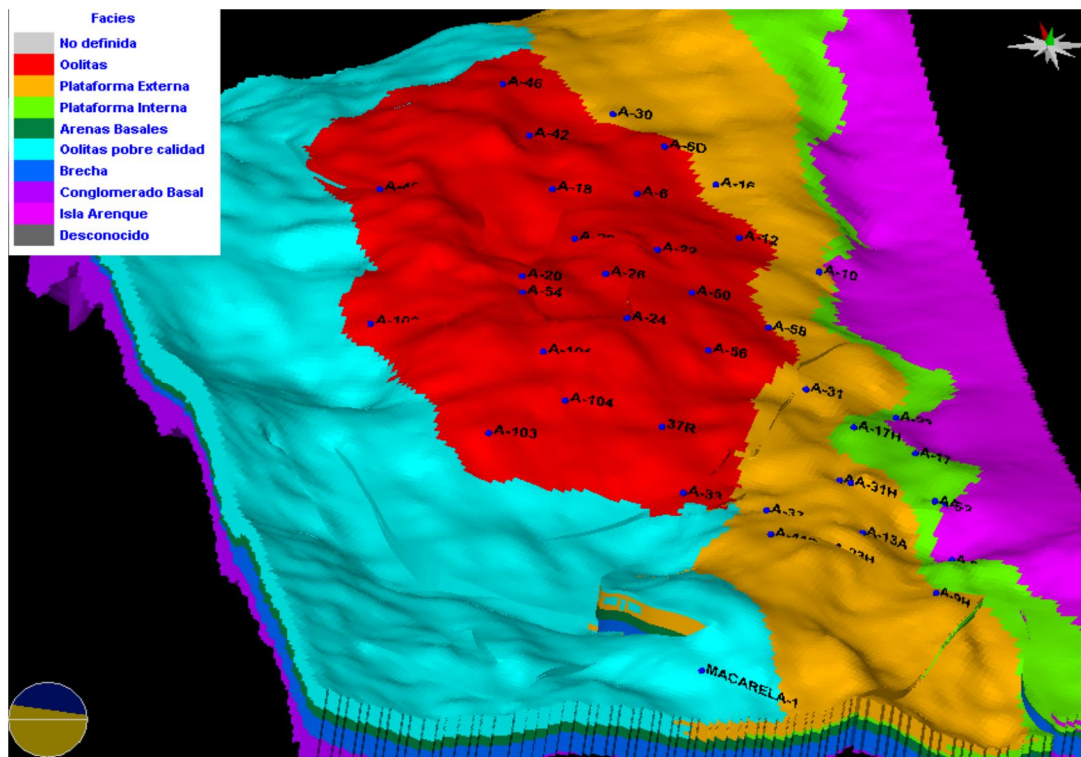 Facies
No definida
Oolitas
Plataforma Externa
Plataforma Interna
Arenas Basales
Oolitas pobre calidad
Brecha
Conglomerado Basal
Isla Arenque
Desconocido
A-46
A-30
A-42
A-6D
A-16
A-18
A-6
A-12
A-22
A-10
A-20
A-26
A-54
A-60
A-24
A-58
A-56
A-31
A-104
A-103
37R
A-17H
A-17
A-31H
A-33
A-13A
A-9H
MACARELA-1